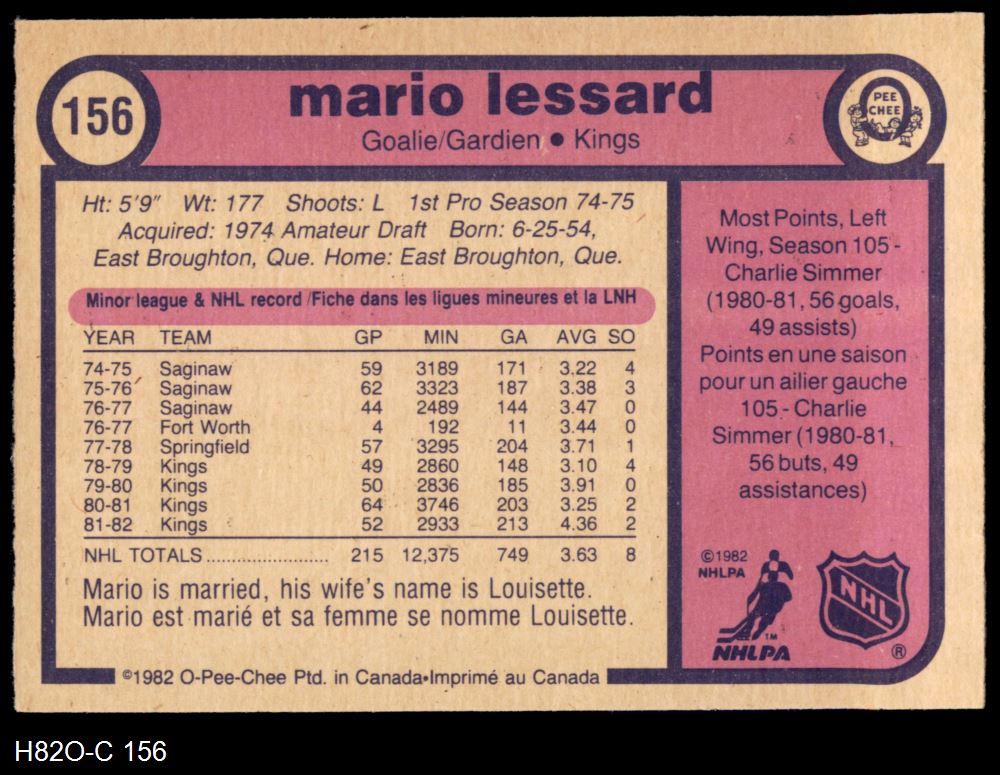 156
mario lessard
Goalie/Gardien ● Kings
PEE
CHEE
Ht: 5'9" Wt: 177 Shoots: L 1st Pro Season 74-75
Acquired: 1974 Amateur Draft Born: 6-25-54,
East Broughton, Que. Home: East Broughton, Que.
Minor league & NHL record /Fiche dans les ligues mineures et la LNH
YEAR TEAM GP MIN GA AVG SO
74-75 Saginaw 59 3189 171 3.22 4
75-76 Saginaw 62 3323 187 3.38 3
76-77 Saginaw 44 2489 144 3.47 0
76-77 Fort Worth 4 192 11 3.44 0
77-78 Springfield 57 3295 204 3.71 1
78-79 Kings 49 2860 148 3.10 4
79-80 Kings 50 2836 185 3.91 0
80-81 Kings 64 3746 203 3.25 2
81-82 Kings 52 2933 213 4.36 2
NHL TOTALS ........................ 215 12,375 749 3.63 8
Mario is married, his wife's name is Louisette.
Mario est marié et sa femme se nomme Louisette.
©1982 O-Pee-Chee Ptd. in Canada•Imprimé au Canada
Most Points, Left
Wing, Season 105 -
Charlie Simmer
(1980-81, 56 goals,
49 assists)
Points en une saison
pour un ailier gauche
105 - Charlie
Simmer (1980-81,
56 buts, 49
assistances)
©1982
NHLPA
TM
NHLPA
NHL
®
H82O-C 156